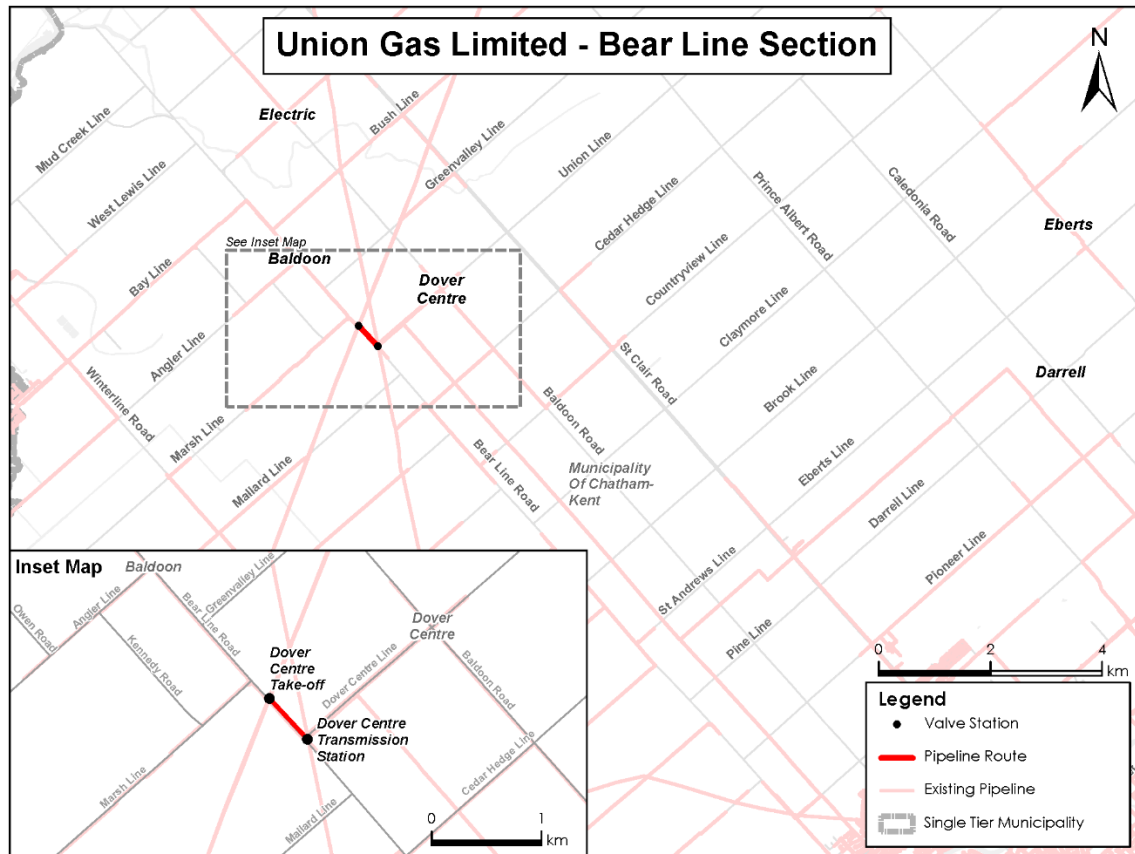 Union Gas Limited - Bear Line Section
N
Electric
Bush Line
Mud Creek Line
Greenvalley Line
Union Line
West Lewis Line
Cedar Hedge Line
Prince Albert Road
Caledonia Road
Eberts
See Inset Map
Baldoon
Bay Line
Dover
Centre
Countryview Line
Claymore Line
Angler Line
St Clair Road
Brook Line
Darrell
Winterline Road
Marsh Line
Baldoon Road
Mallard Line
Bear Line Road
Municipality
Of Chatham-
Kent
Eberts Line
Darrell Line
Pioneer Line
St Andrews Line
Pine Line
Inset Map
Baldoon
Angler Line
Greenvalley Line
Owen Road
Bear Line Road
Kennedy Road
Dover
Centre
Dover
Centre
Take-off
Dover Centre Line
Baldoon Road
Dover Centre
Transmission
Station
Marsh Line
Cedar Hedge Line
Mallard Line
0 1
km
0 2 4
km
Legend
Valve Station
Pipeline Route
Existing Pipeline
Single Tier Municipality